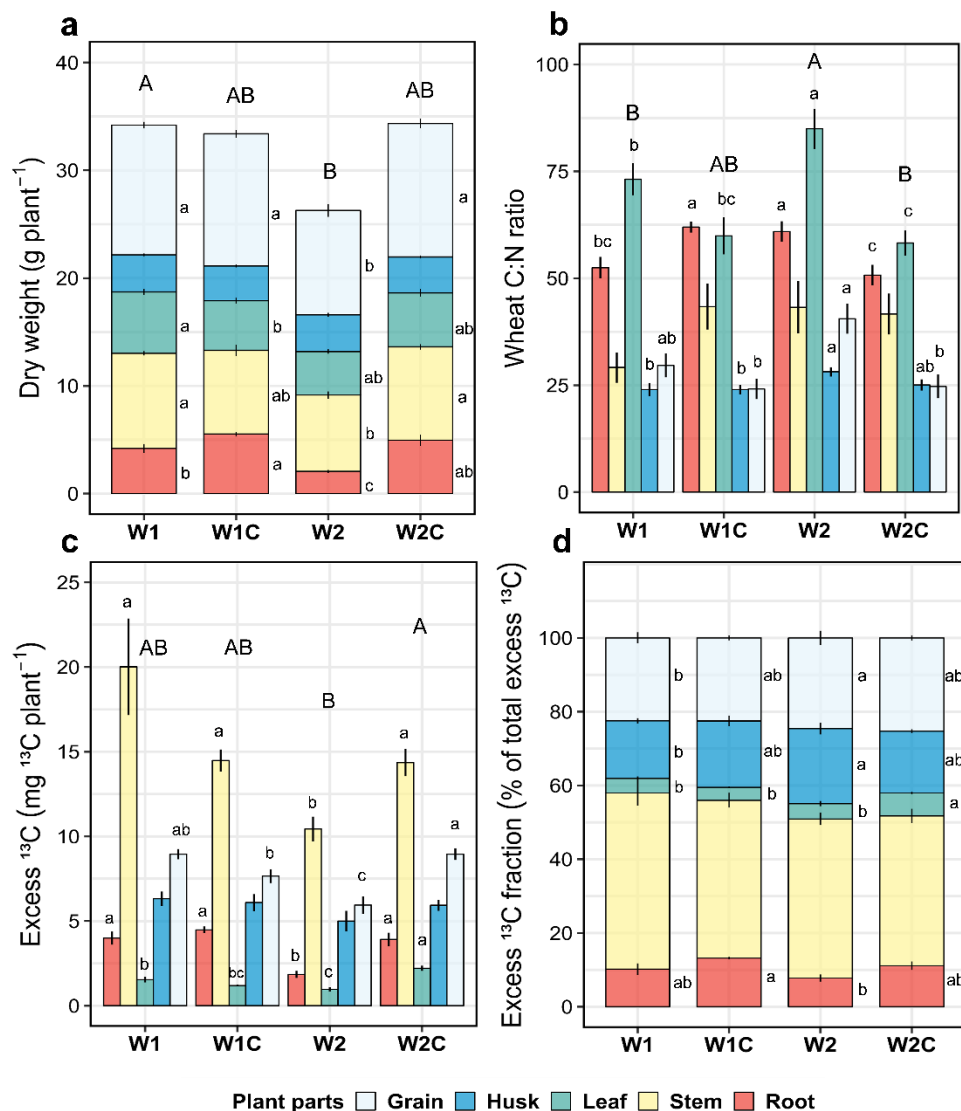 a
Dry weight (g plant⁻¹)
40
30
20
10
0
A
AB
B
AB
a
a
b
a
a
b
ab
ab
a
ab
b
a
b
a
c
ab
W1 W1C W2 W2C
b
Wheat C:N ratio
100
75
50
25
0
B
AB
A
B
bc
b
b
ab
a
bc
b
b
a
a
a
a
c
c
ab
b
W1 W1C W2 W2C
c
Excess ¹³C (mg ¹³C plant⁻¹)
25
20
15
10
5
0
AB
AB
B
A
a
a
b
ab
a
a
bc
b
b
b
c
c
a
a
a
a
W1 W1C W2 W2C
d
Excess ¹³C fraction (% of total excess ¹³C)
100
80
60
40
20
0
b
ab
a
ab
b
ab
a
ab
b
b
b
a
ab
a
b
ab
W1 W1C W2 W2C
Plant parts Grain Husk Leaf Stem Root